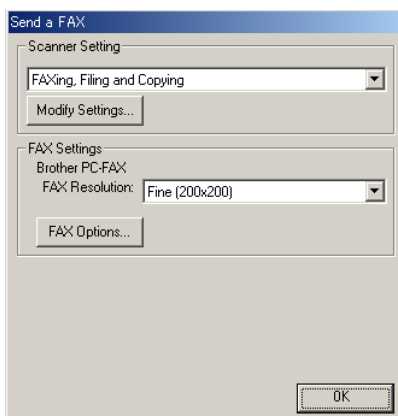 Send a FAX
Scanner Setting
FAXing, Filing and Copying
Modify Settings...
FAX Settings
Brother PC-FAX
FAX Resolution: Fine (200x200)
FAX Options...
OK